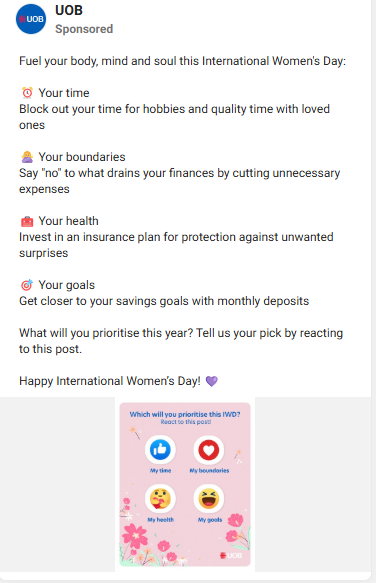 UOB
UOB
Sponsored
Fuel your body, mind and soul this International Women's Day:
⏰ Your time
Block out your time for hobbies and quality time with loved
ones
🙅‍♀️ Your boundaries
Say "no" to what drains your finances by cutting unnecessary
expenses
🧰 Your health
Invest in an insurance plan for protection against unwanted
surprises
🎯 Your goals
Get closer to your savings goals with monthly deposits
What will you prioritise this year? Tell us your pick by reacting
to this post.
Happy International Women's Day! 💜
Which will you prioritise this IWD?
React to this post!
My time
My boundaries
My health
My goals
UOB